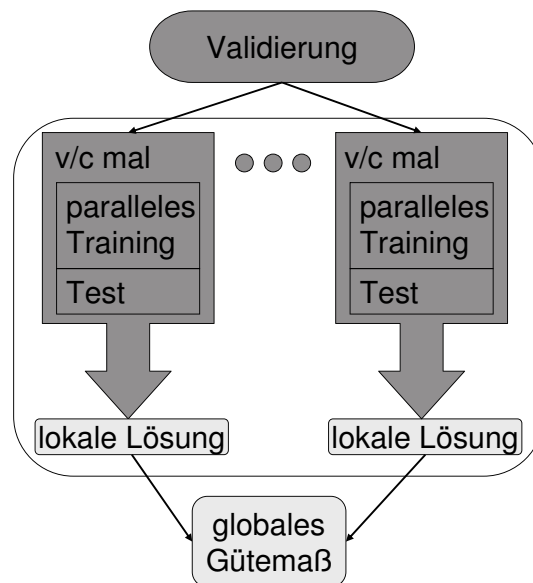 Validierung
v/c mal
paralleles
Training
Test
v/c mal
paralleles
Training
Test
lokale Lösung
lokale Lösung
globales
Gütemaß